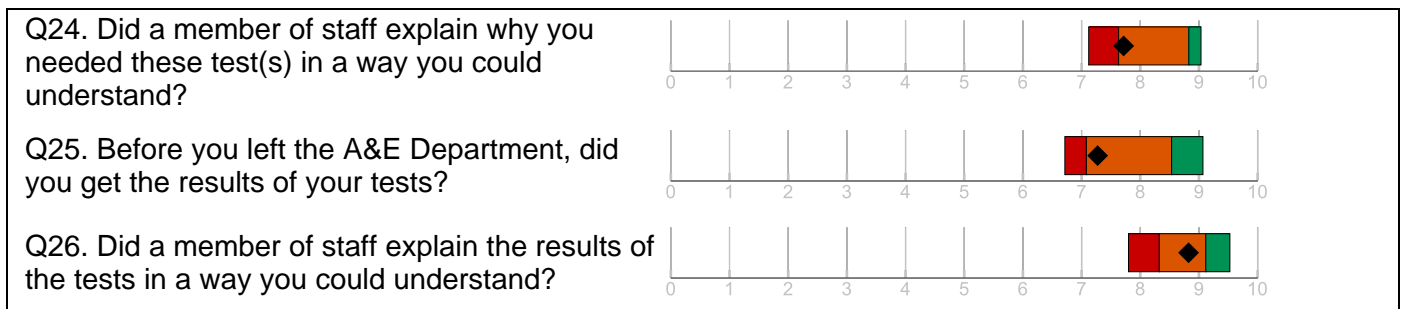 Q24. Did a member of staff explain why you
needed these test(s) in a way you could
understand?
0 1 2 3 4 5 6 7 8 9 10
Q25. Before you left the A&E Department, did
you get the results of your tests?
0 1 2 3 4 5 6 7 8 9 10
Q26. Did a member of staff explain the results of
the tests in a way you could understand?
0 1 2 3 4 5 6 7 8 9 10